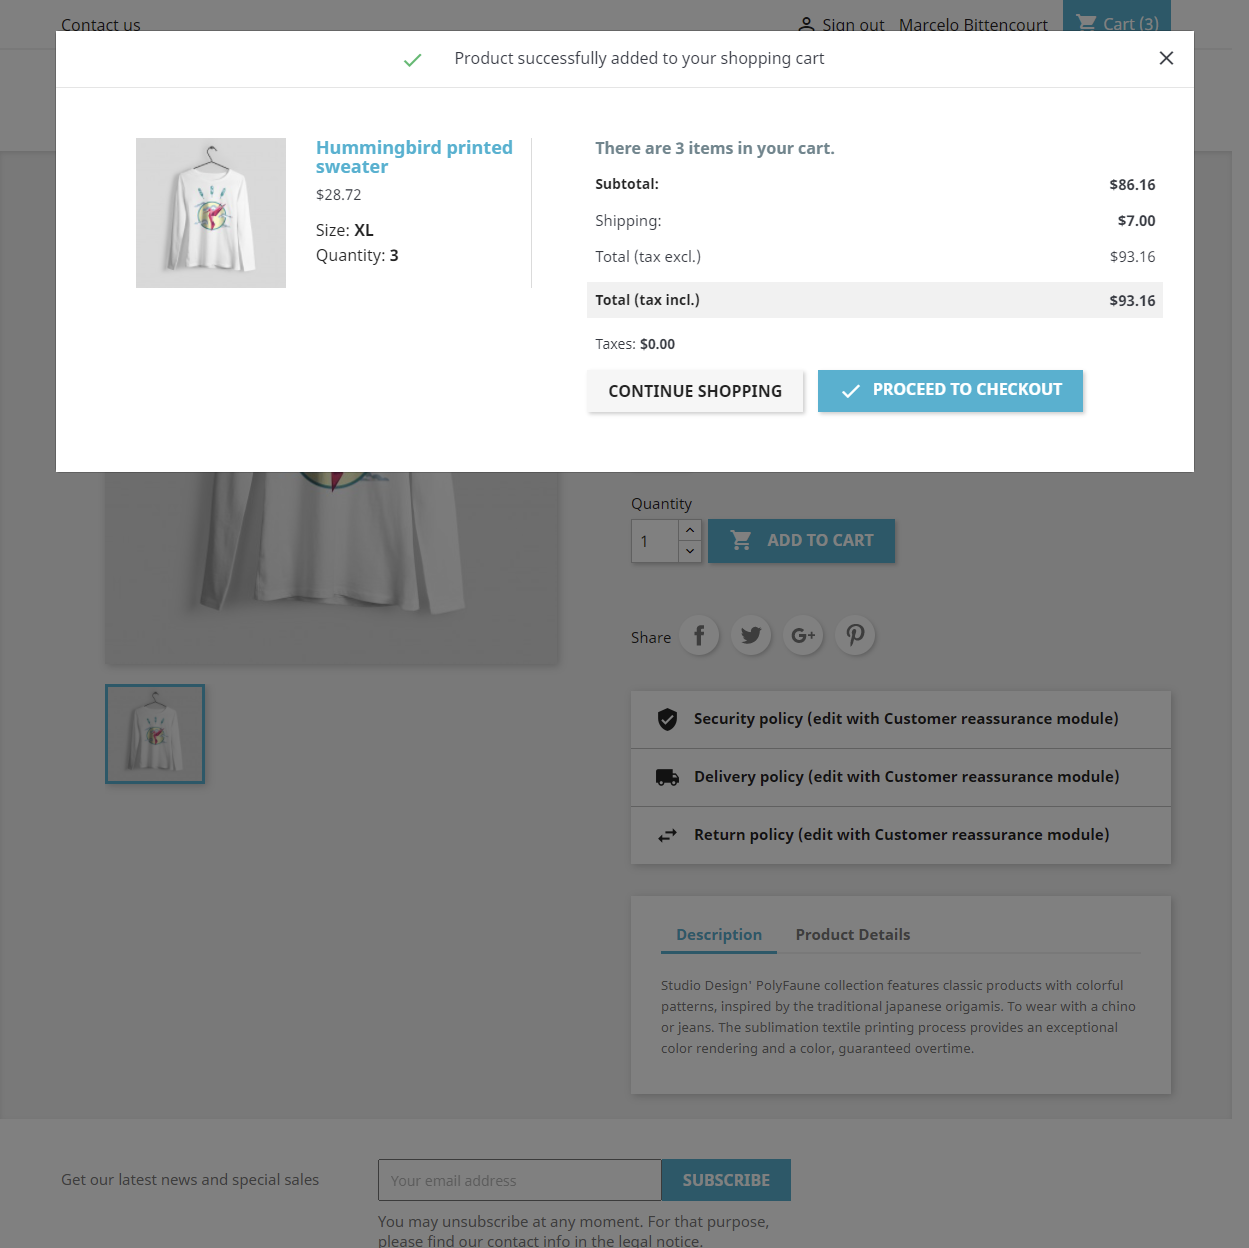 Contact us
Sign out Marcelo Bittencourt Cart (3)
Product successfully added to your shopping cart
Hummingbird printed
sweater
$28.72
Size: XL
Quantity: 3
There are 3 items in your cart.
Subtotal: $86.16
Shipping: $7.00
Total (tax excl.) $93.16
Total (tax incl.) $93.16
Taxes: $0.00
CONTINUE SHOPPING
PROCEED TO CHECKOUT
Quantity
1
ADD TO CART
Share
Security policy (edit with Customer reassurance module)
Delivery policy (edit with Customer reassurance module)
Return policy (edit with Customer reassurance module)
Description Product Details
Studio Design' PolyFaune collection features classic products with colorful
patterns, inspired by the traditional japanese origamis. To wear with a chino
or jeans. The sublimation textile printing process provides an exceptional
color rendering and a color, guaranteed overtime.
Get our latest news and special sales
Your email address
SUBSCRIBE
You may unsubscribe at any moment. For that purpose,
please find our contact info in the legal notice.